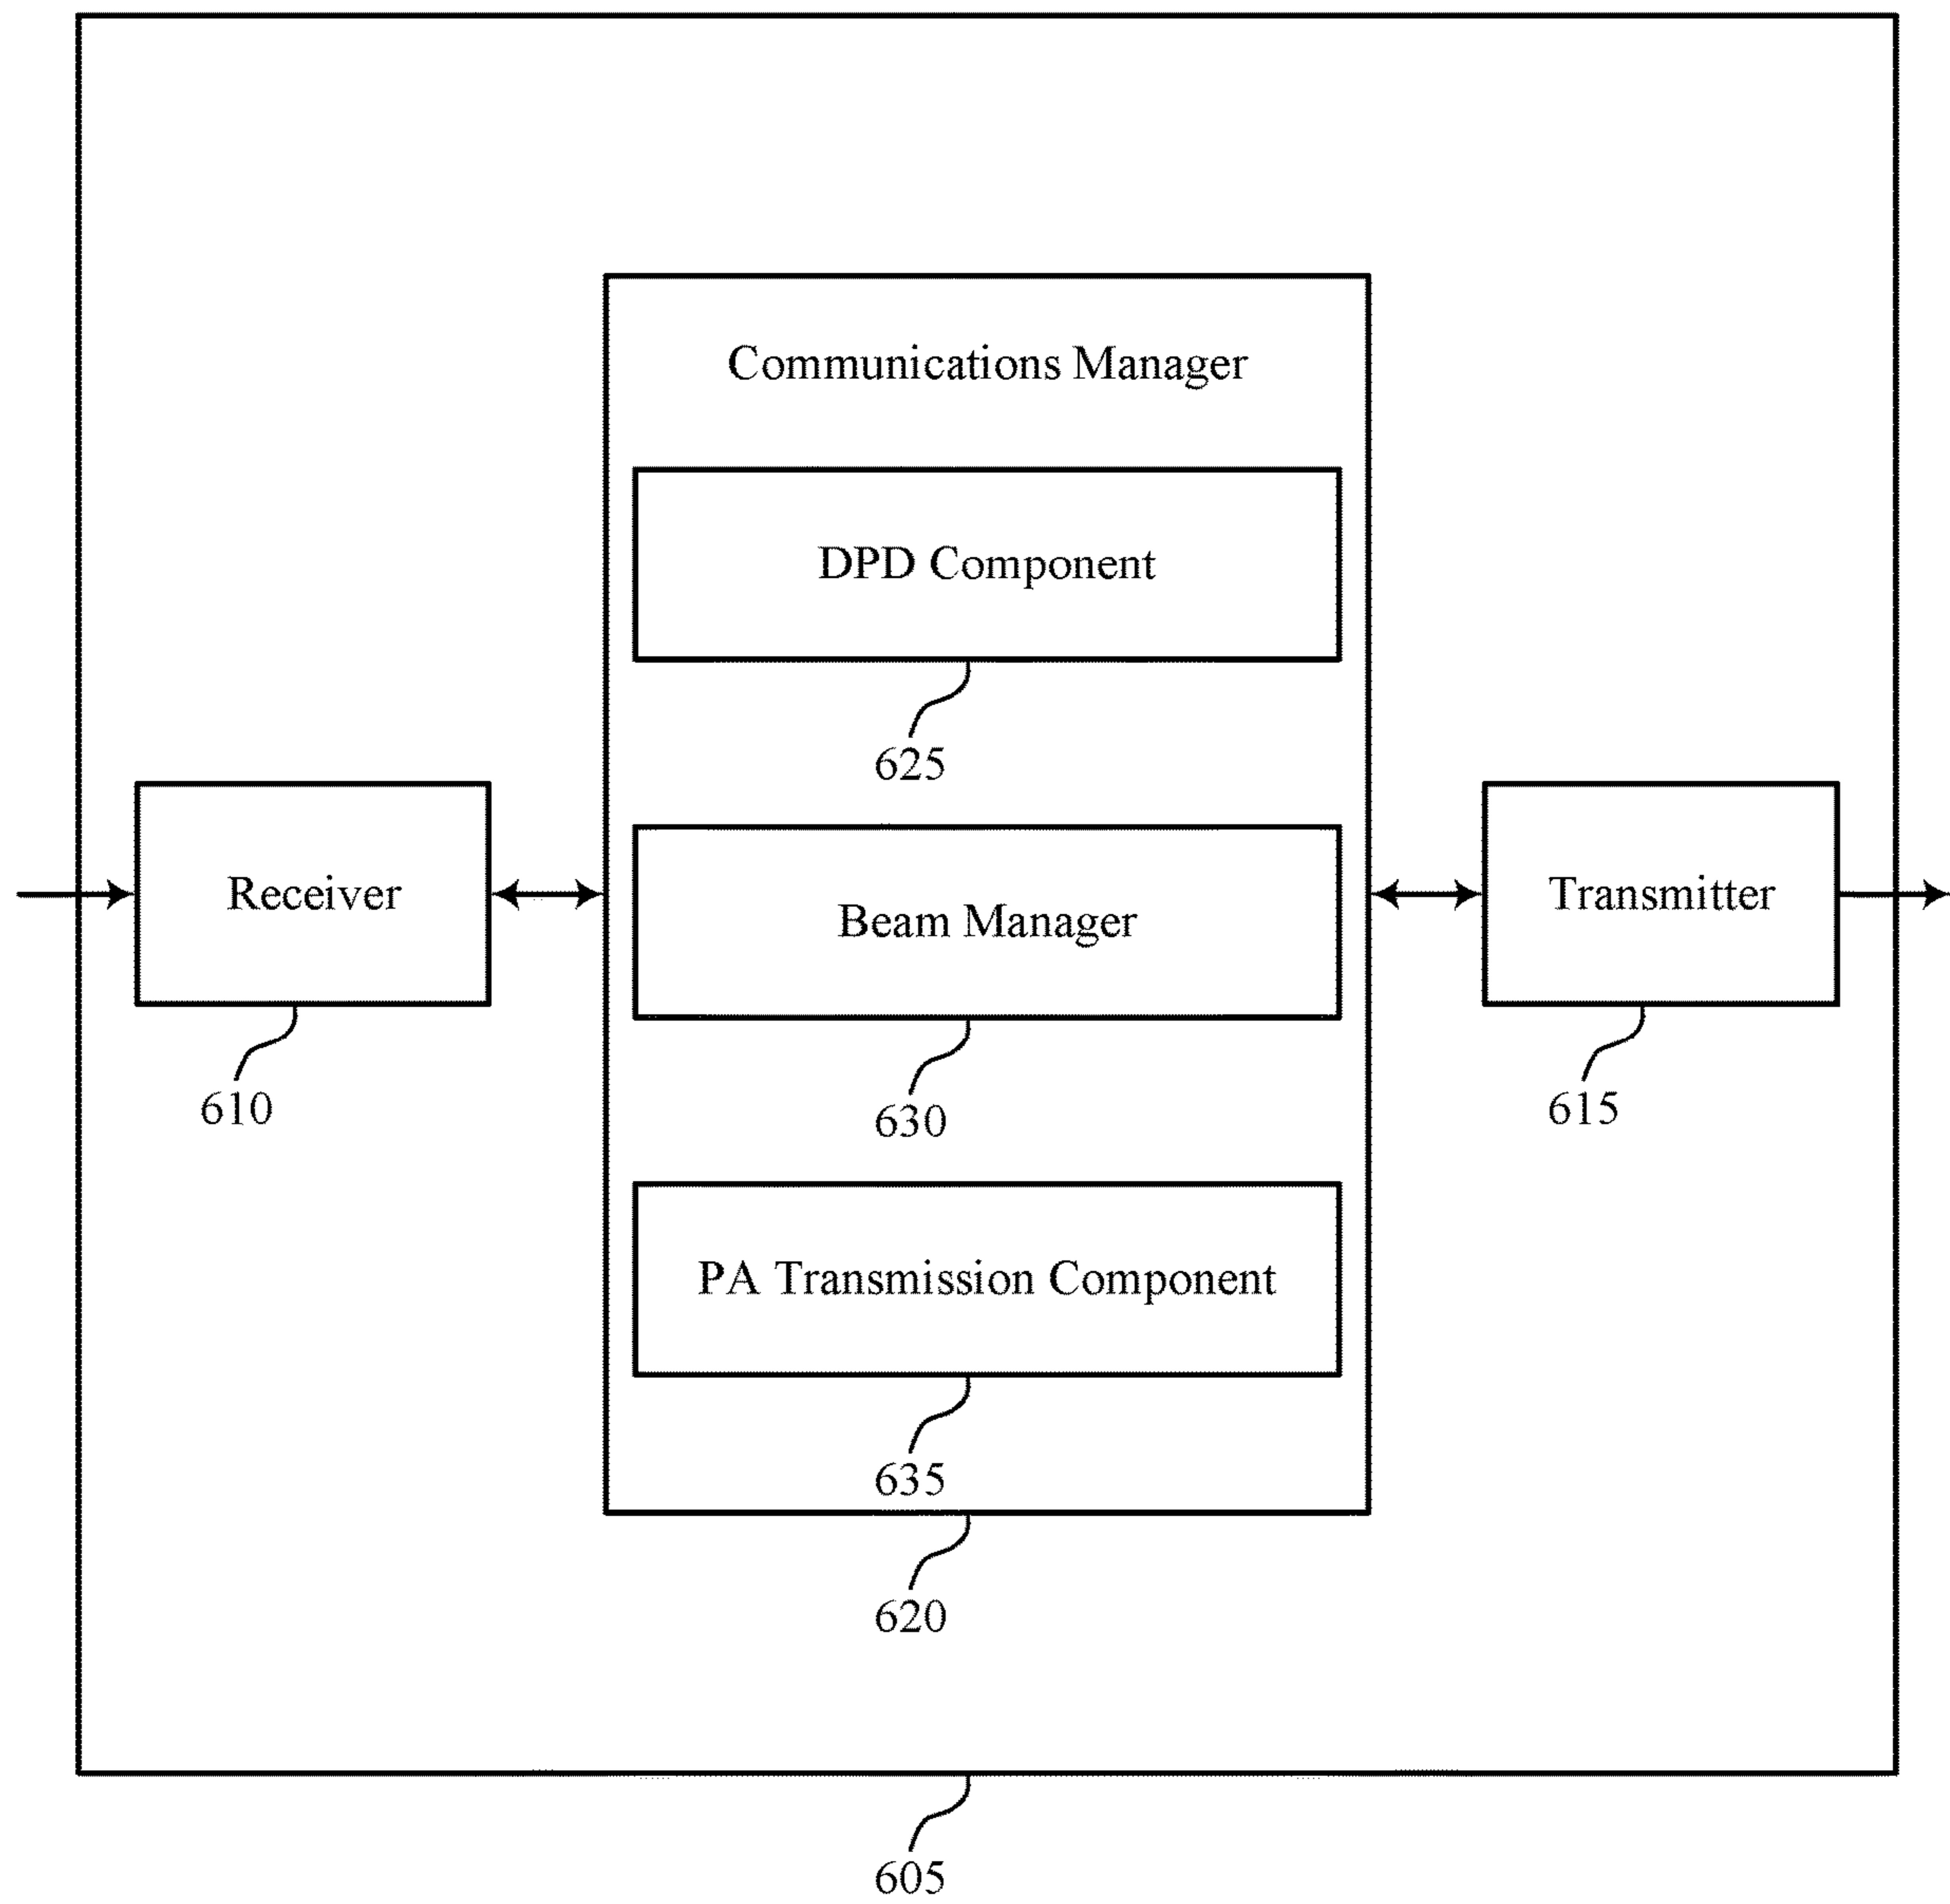 Communications Manager
DPD Component
625
Receiver
610
Beam Manager
630
Transmitter
615
PA Transmission Component
635
620
605